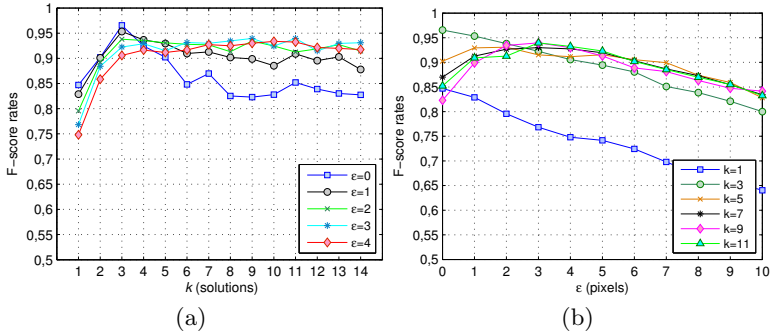 1
0,95
0,9
0,85
0,8
0,75
0,7
0,65
0,6
0,55
0,5
F-score rates
ε=0
ε=1
ε=2
ε=3
ε=4
1 2 3 4 5 6 7 8 9 10 11 12 13 14
k (solutions)
(a)
1
0,95
0,9
0,85
0,8
0,75
0,7
0,65
0,6
0,55
0,5
F-score rates
k=1
k=3
k=5
k=7
k=9
k=11
0 1 2 3 4 5 6 7 8 9 10
ε (pixels)
(b)